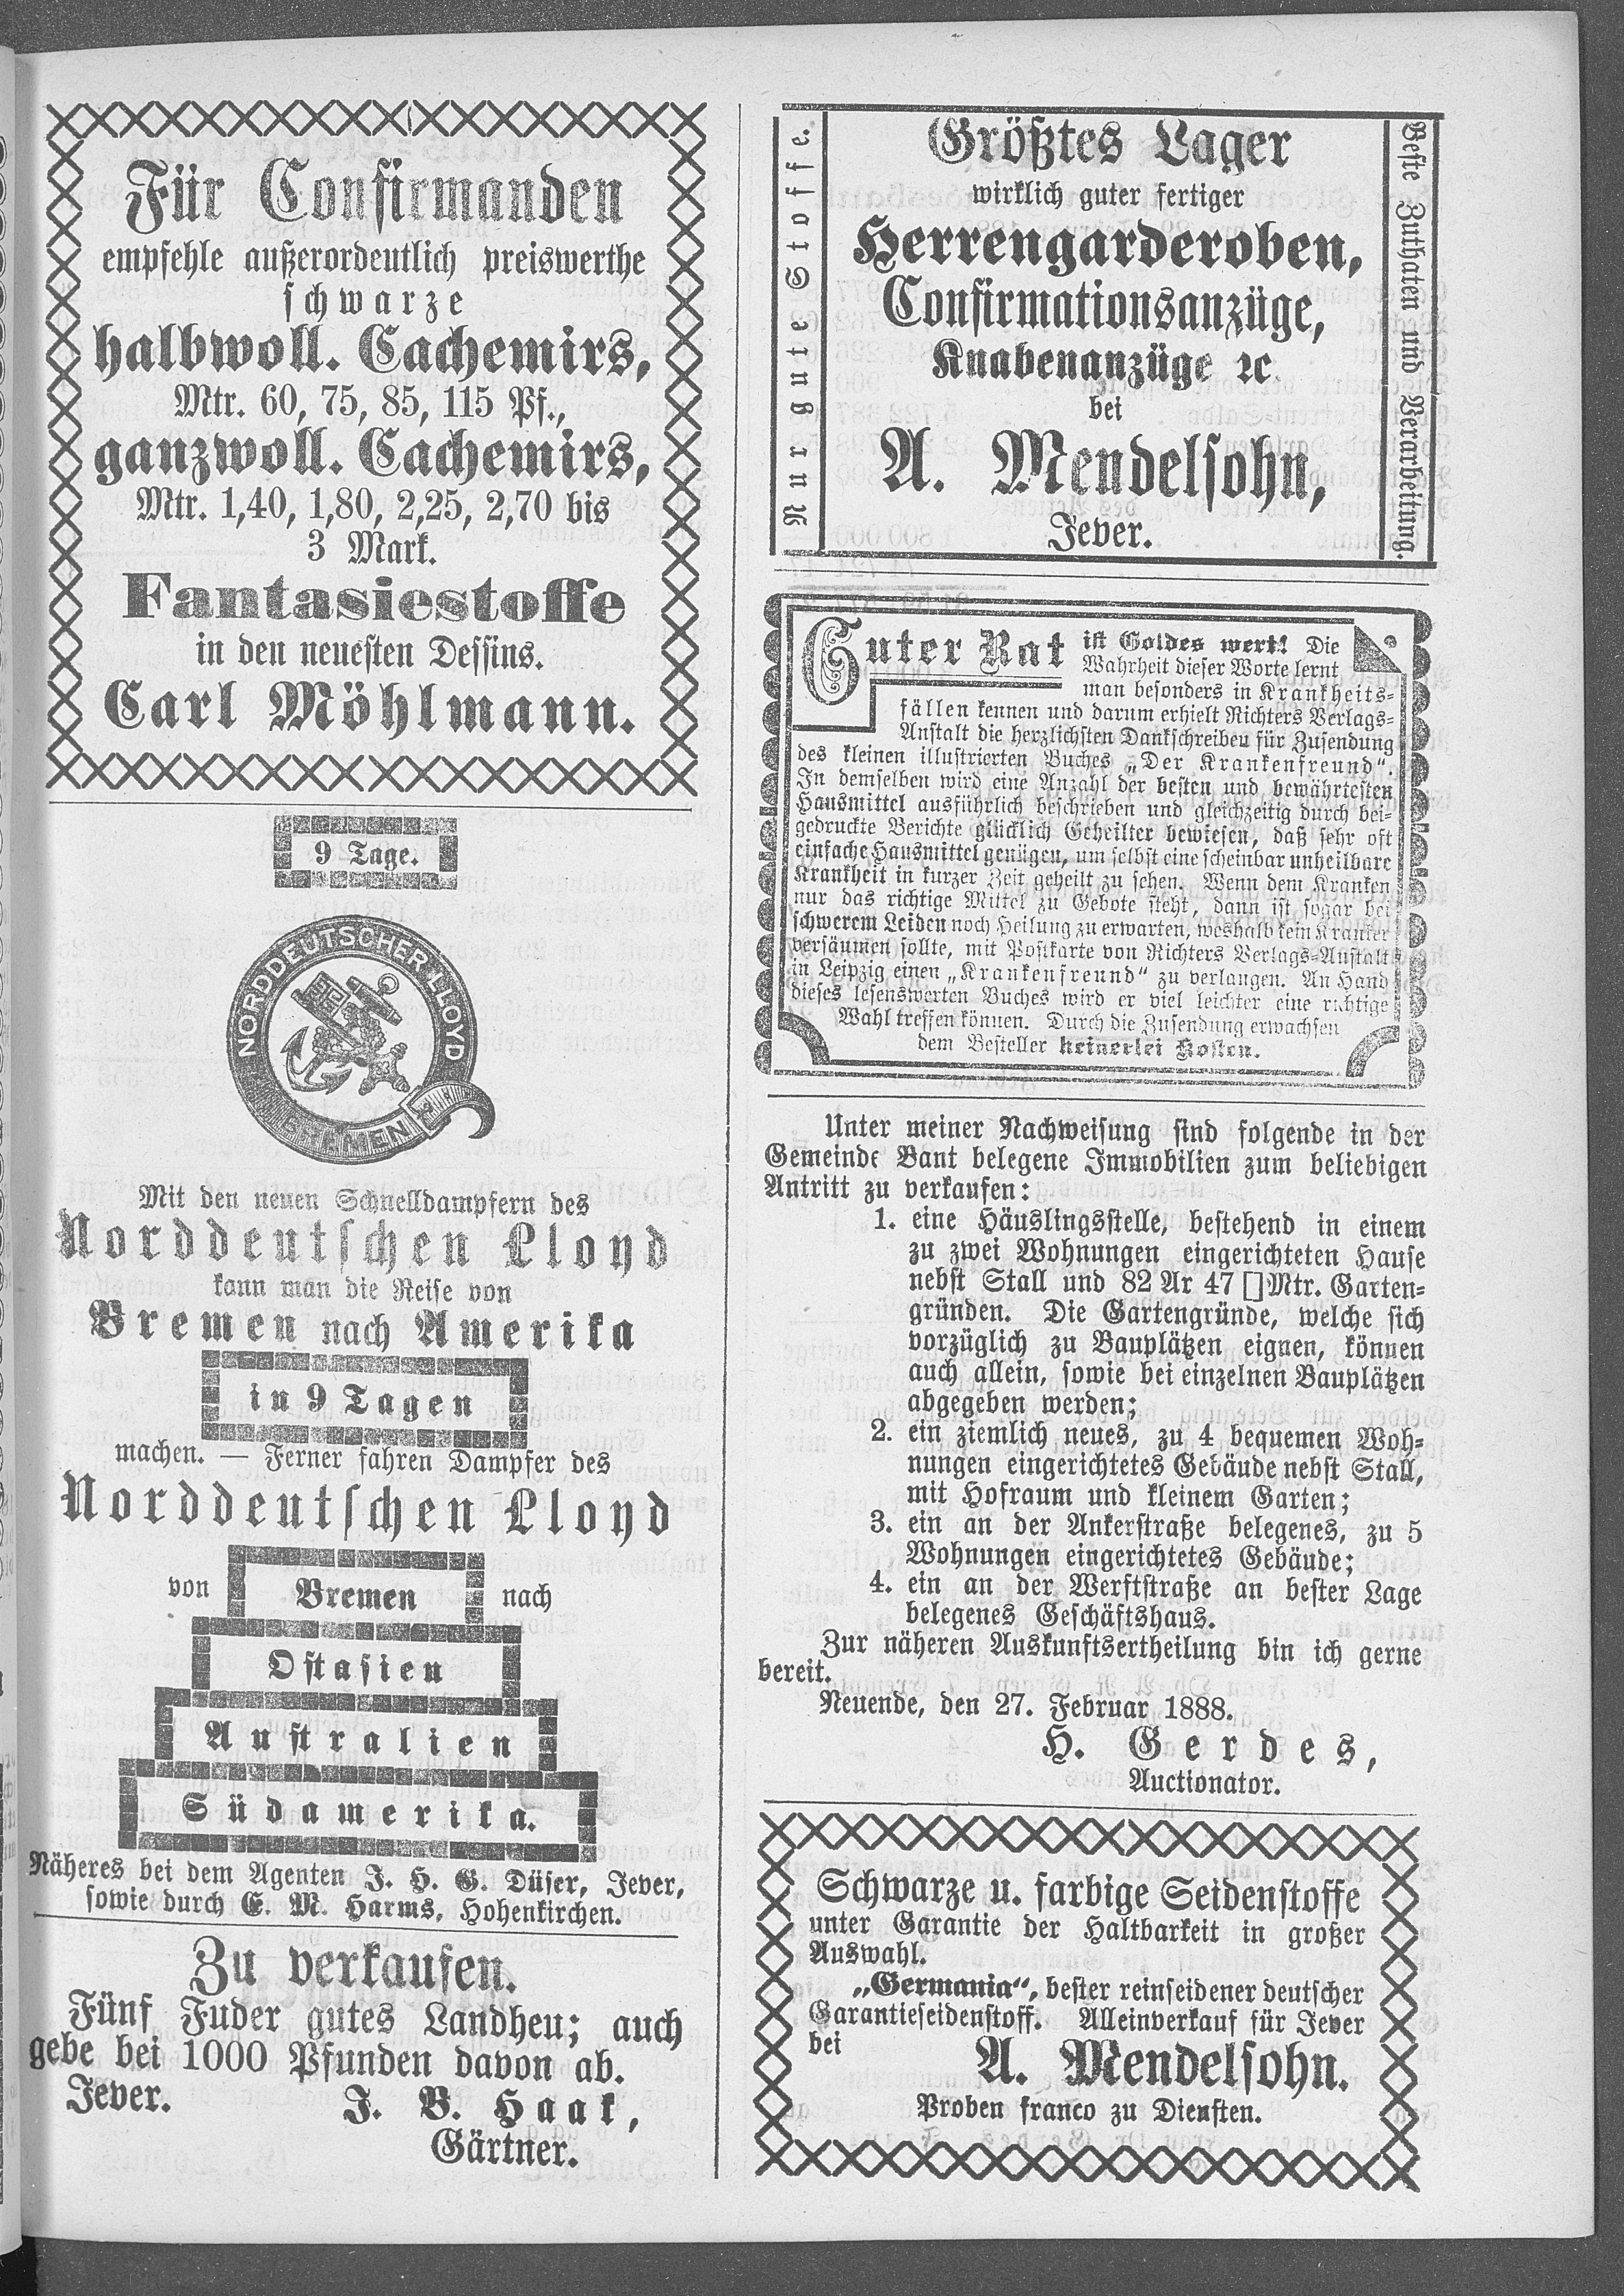 Für Confirmanden
empfehle außerordentlich preiswerthe
schwarze
halbwoll. Cachemirs,
Mtr. 60, 75, 85, 115 Pf.,
ganzwoll. Cachemirs,
Mtr. 1,40, 1,80, 2,25, 2,70 bis
3 Mark.
Fantasiestoffe
in den neuesten Dessins.
Carl Möhlmann.
9 Tage.
NORDDEUTSCHER LLOYD
BREMEN
Mit den neuen Schnelldampfern des
Norddeutschen Lloyd
kann man die Reise von
Bremen nach Amerika
in 9 Tagen
machen. — Ferner fahren Dampfer des
Norddeutschen Lloyd
von Bremen nach
Ostasien
Australien
Südamerika.
Näheres bei dem Agenten J. H. G. Düser, Jever,
sowie durch E. M. Harms, Hohenkirchen.
Zu verkaufen.
Fünf Fuder gutes Landheu; auch
gebe bei 1000 Pfunden davon ab.
Jever. J. B. Haak,
Gärtner.
Nur gute Stoffe.
Größtes Lager
wirklich guter fertiger
Herrengarderoben,
Confirmationsanzüge,
Knabenanzüge ꝛc
bei
A. Mendelsohn,
Jever.
Beste Zuthaten und Verarbeitung.
Guter Rat ist Goldes wert! Die
Wahrheit dieser Worte lernt
man besonders in Krankheits-
fällen kennen und darum erhielt Richters Verlags-
Anstalt die herzlichsten Dankschreiben für Zusendung
des kleinen illustrierten Buches „Der Krankenfreund“.
In demselben wird eine Anzahl der besten und bewährtesten
Hausmittel ausführlich beschrieben und gleichzeitig durch bei-
gedruckte Berichte glücklich Geheilter bewiesen, daß sehr oft
einfache Hausmittel genügen, um selbst eine scheinbar unheilbare
Krankheit in kurzer Zeit geheilt zu sehen. Wenn dem Kranken
nur das richtige Mittel zu Gebote steht, dann ist sogar bei
schwerem Leiden noch Heilung zu erwarten, weshalb kein Kranker
versäumen sollte, mit Postkarte von Richters Verlags-Anstalt
in Leipzig einen „Krankenfreund“ zu verlangen. An Hand
dieses lesenswerten Buches wird er viel leichter eine richtige
Wahl treffen können. Durch die Zusendung erwachsen
dem Besteller keinerlei Kosten.
Unter meiner Nachweisung sind folgende in der
Gemeinde Bant belegene Immobilien zum beliebigen
Antritt zu verkaufen:
1. eine Häuslingsstelle, bestehend in einem
zu zwei Wohnungen eingerichteten Hause
nebst Stall und 82 Ar 47 []Mtr. Garten-
gründen. Die Gartengründe, welche sich
vorzüglich zu Bauplätzen eignen, können
auch allein, sowie bei einzelnen Bauplätzen
abgegeben werden;
2. ein ziemlich neues, zu 4 bequemen Woh-
nungen eingerichtetes Gebäude nebst Stall,
mit Hofraum und kleinem Garten;
3. ein an der Ankerstraße belegenes, zu 5
Wohnungen eingerichtetes Gebäude;
4. ein an der Werftstraße an bester Lage
belegenes Geschäftshaus.
Zur näheren Auskunftsertheilung bin ich gerne
bereit.
Neuende, den 27. Februar 1888.
H. Gerdes,
Auctionator.
Schwarze u. farbige Seidenstoffe
unter Garantie der Haltbarkeit in großer
Auswahl.
„Germania“, bester reinseidener deutscher
Garantieseidenstoff. Alleinverkauf für Jever
bei A. Mendelsohn.
Proben franco zu Diensten.